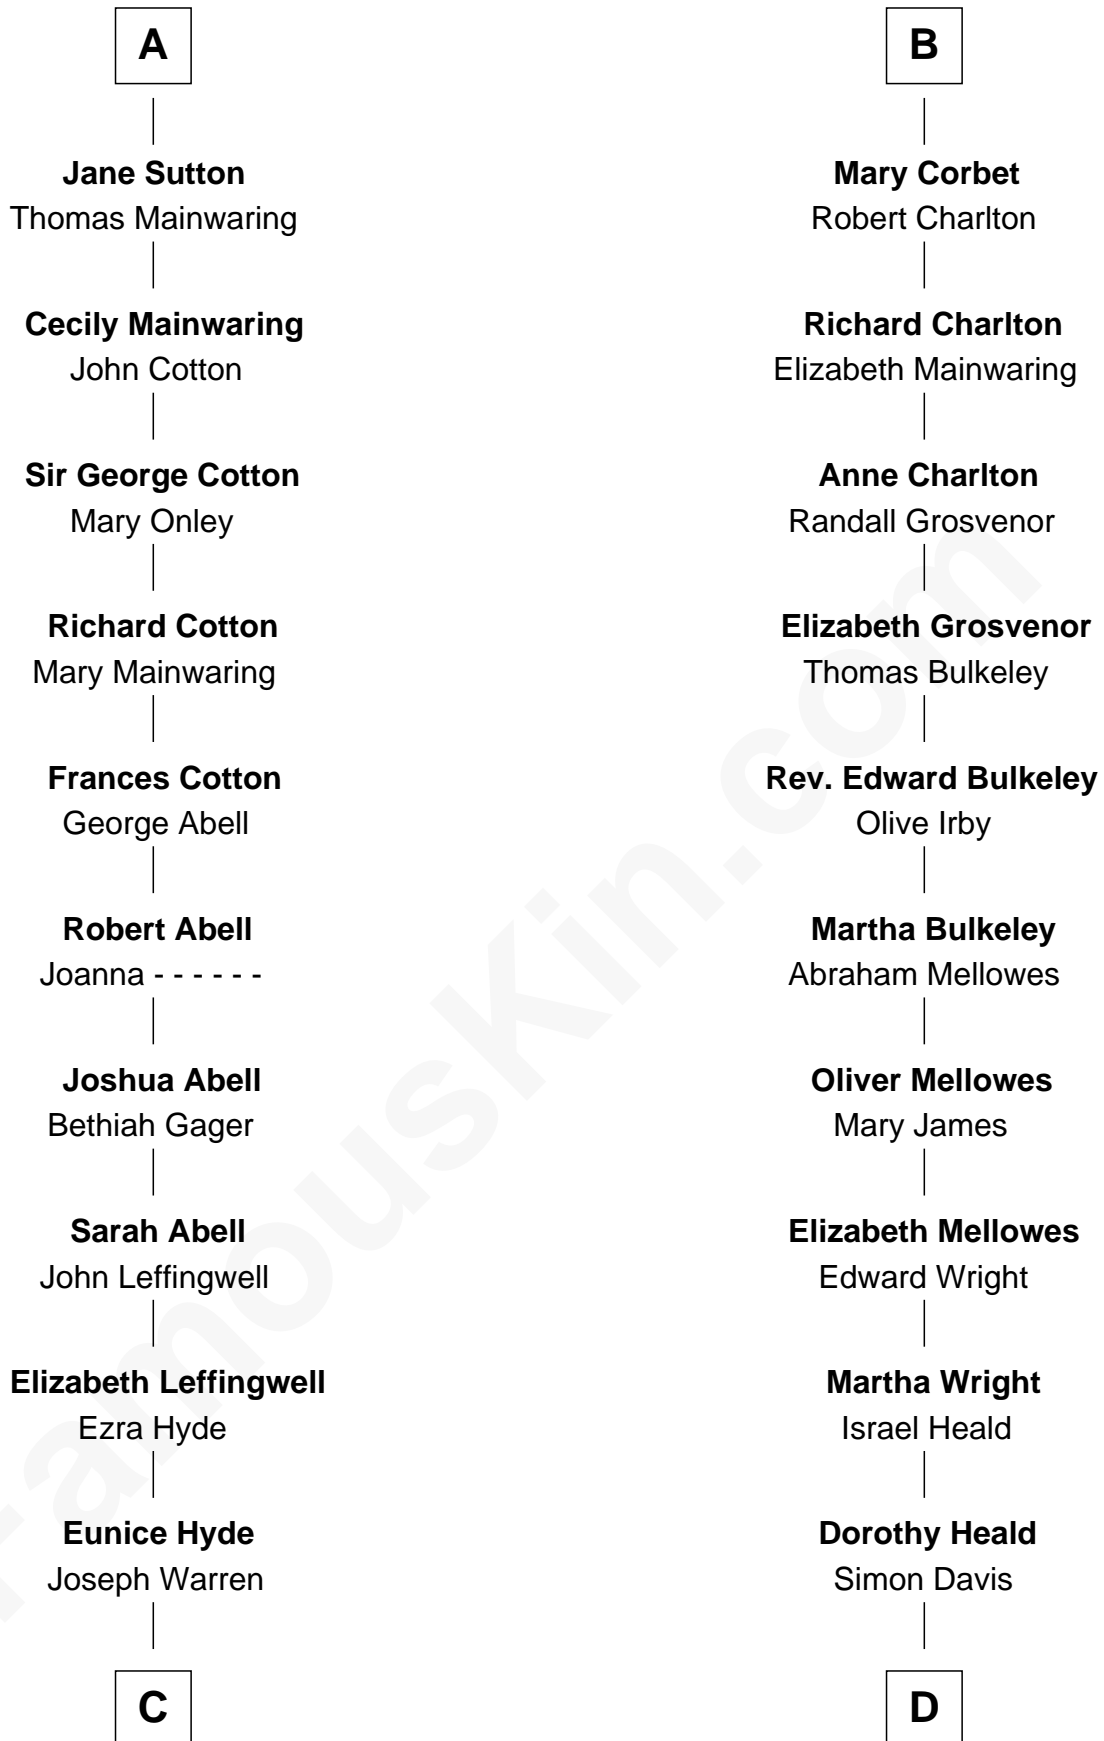 A
Jane Sutton
Thomas Mainwaring
Cecily Mainwaring
John Cotton
Sir George Cotton
Mary Onley
Richard Cotton
Mary Mainwaring
Frances Cotton
George Abell
Robert Abell
Joanna - - - - - -
Joshua Abell
Bethiah Gager
Sarah Abell
John Leffingwell
Elizabeth Leffingwell
Ezra Hyde
Eunice Hyde
Joseph Warren
C
B
Mary Corbet
Robert Charlton
Richard Charlton
Elizabeth Mainwaring
Anne Charlton
Randall Grosvenor
Elizabeth Grosvenor
Thomas Bulkeley
Rev. Edward Bulkeley
Olive Irby
Martha Bulkeley
Abraham Mellowes
Oliver Mellowes
Mary James
Elizabeth Mellowes
Edward Wright
Martha Wright
Israel Heald
Dorothy Heald
Simon Davis
D
FamousKin.com